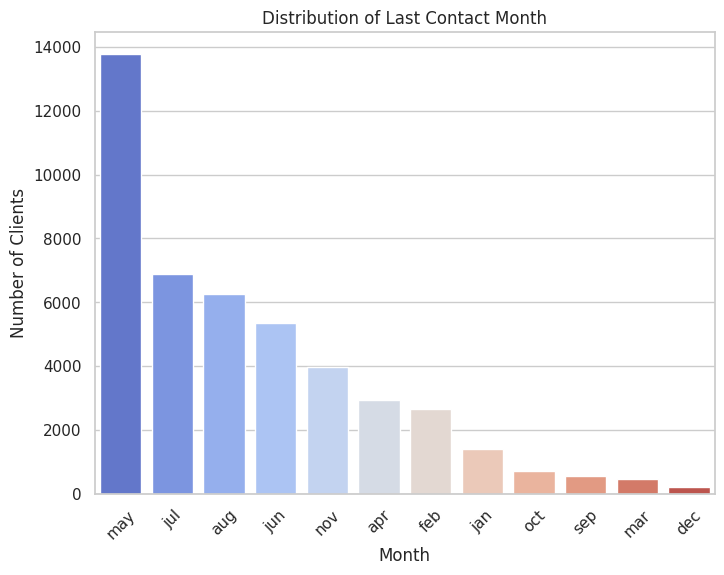 Distribution of Last Contact Month
Number of Clients
14000
12000
10000
8000
6000
4000
2000
0
may jul aug jun nov apr feb jan oct sep mar dec
Month